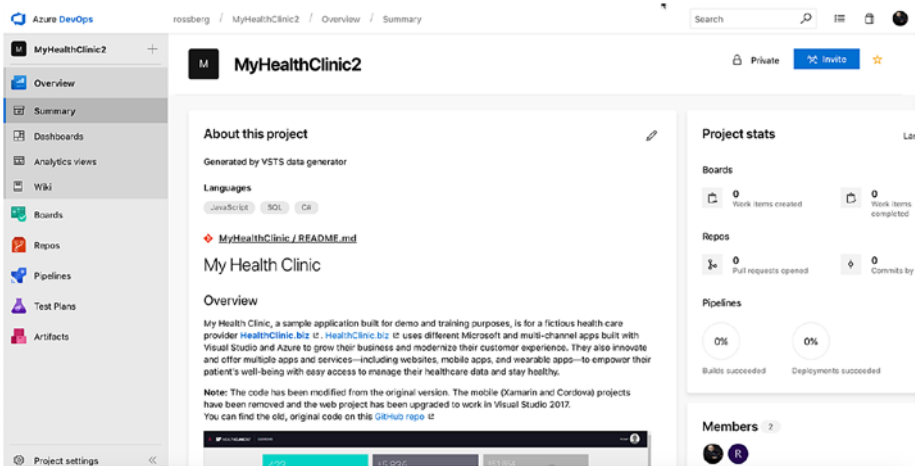 Azure DevOps
rossberg / MyHealthClinic2 / Overview / Summary
Search
M MyHealthClinic2
Overview
Summary
Dashboards
Analytics views
Wiki
Boards
Repos
Pipelines
Test Plans
Artifacts
Project settings
M MyHealthClinic2
Private
Invite
About this project
Generated by VSTS data generator
Languages
JavaScript SQL C#
MyHealthClinic / README.md
My Health Clinic
Overview
My Health Clinic, a sample application built for demo and training purposes, is for a fictious health care
provider HealthClinic.biz. HealthClinic.biz uses different Microsoft and multi-channel apps built with
Visual Studio and Azure to grow their business and modernize their customer experience. They also innovate
and offer multiple apps and services—including websites, mobile apps, and wearable apps—to empower their
patient's well-being with easy access to manage their healthcare data and stay healthy.
Note: The code has been modified from the original version. The mobile (Xamarin and Cordova) projects
have been removed and the web project has been upgraded to work in Visual Studio 2017.
You can find the old, original code on this GitHub repo
Project stats
Boards
0
Work items created
0
Work items
completed
Repos
0
Pull requests opened
0
Commits by
Pipelines
0%
Builds succeeded
0%
Deployments succeeded
Members 2
R